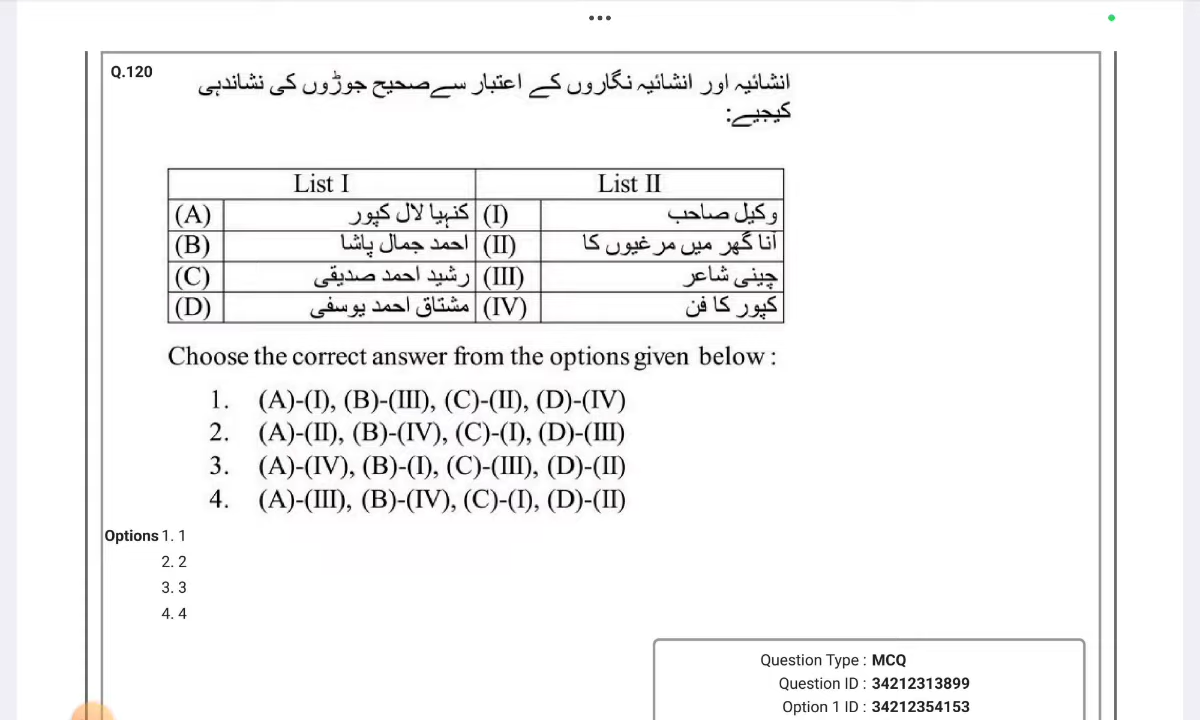 Q.120
انشائیہ اور انشائیہ نگاروں کے اعتبار سے صحیح جوڑوں کی نشاندہی
کیجیے:
List I List II
(A) کنہیا لال کپور (I) وکیل صاحب
(B) احمد جمال پاشا (II) آنا گھر میں مرغیوں کا
(C) رشید احمد صدیقی (III) چینی شاعر
(D) مشتاق احمد یوسفی (IV) کپور کا فن
Choose the correct answer from the options given below :
1. (A)-(I), (B)-(III), (C)-(II), (D)-(IV)
2. (A)-(II), (B)-(IV), (C)-(I), (D)-(III)
3. (A)-(IV), (B)-(I), (C)-(III), (D)-(II)
4. (A)-(III), (B)-(IV), (C)-(I), (D)-(II)
Options 1. 1
2. 2
3. 3
4. 4
Question Type : MCQ
Question ID : 34212313899
Option 1 ID : 34212354153